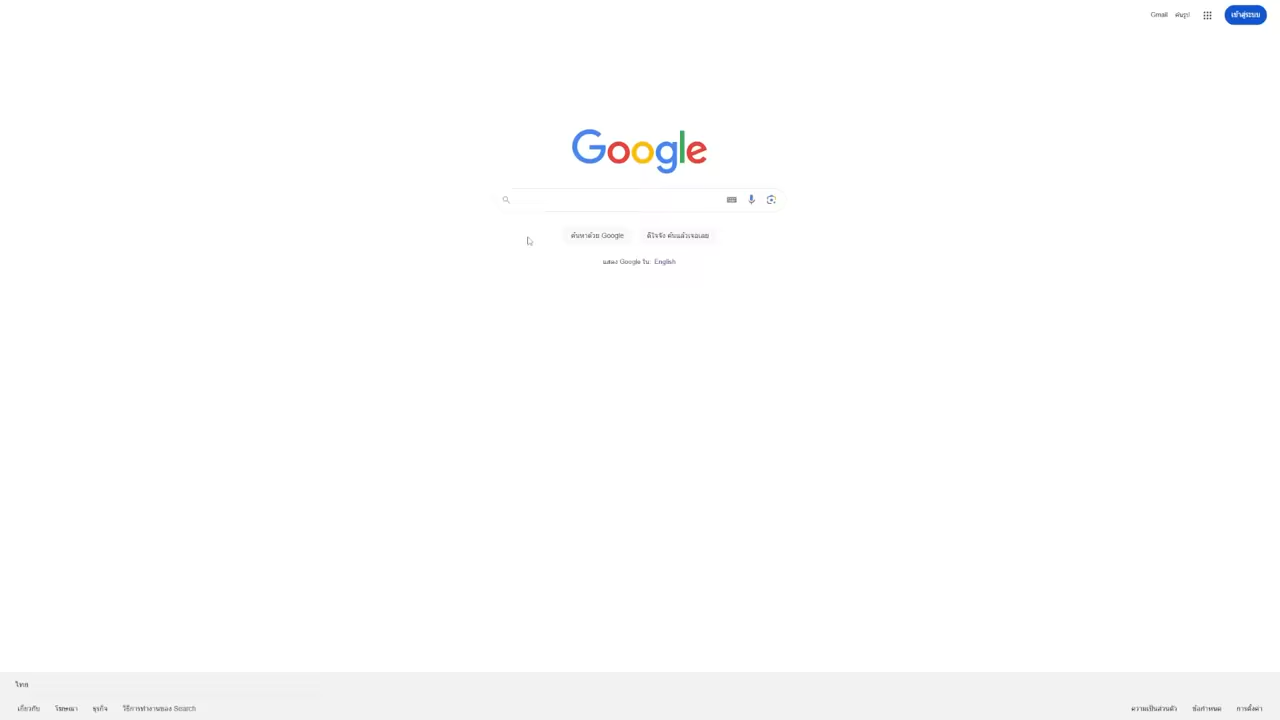 Gmail ค้นรูป เข้าสู่ระบบ
Google
ค้นหาด้วย Google ดีใจจัง ค้นแล้วเจอเลย
แสดง Google ใน: English
ไทย
เกี่ยวกับ โฆษณา ธุรกิจ วิธีการทำงานของ Search ความเป็นส่วนตัว ข้อกำหนด การตั้งค่า